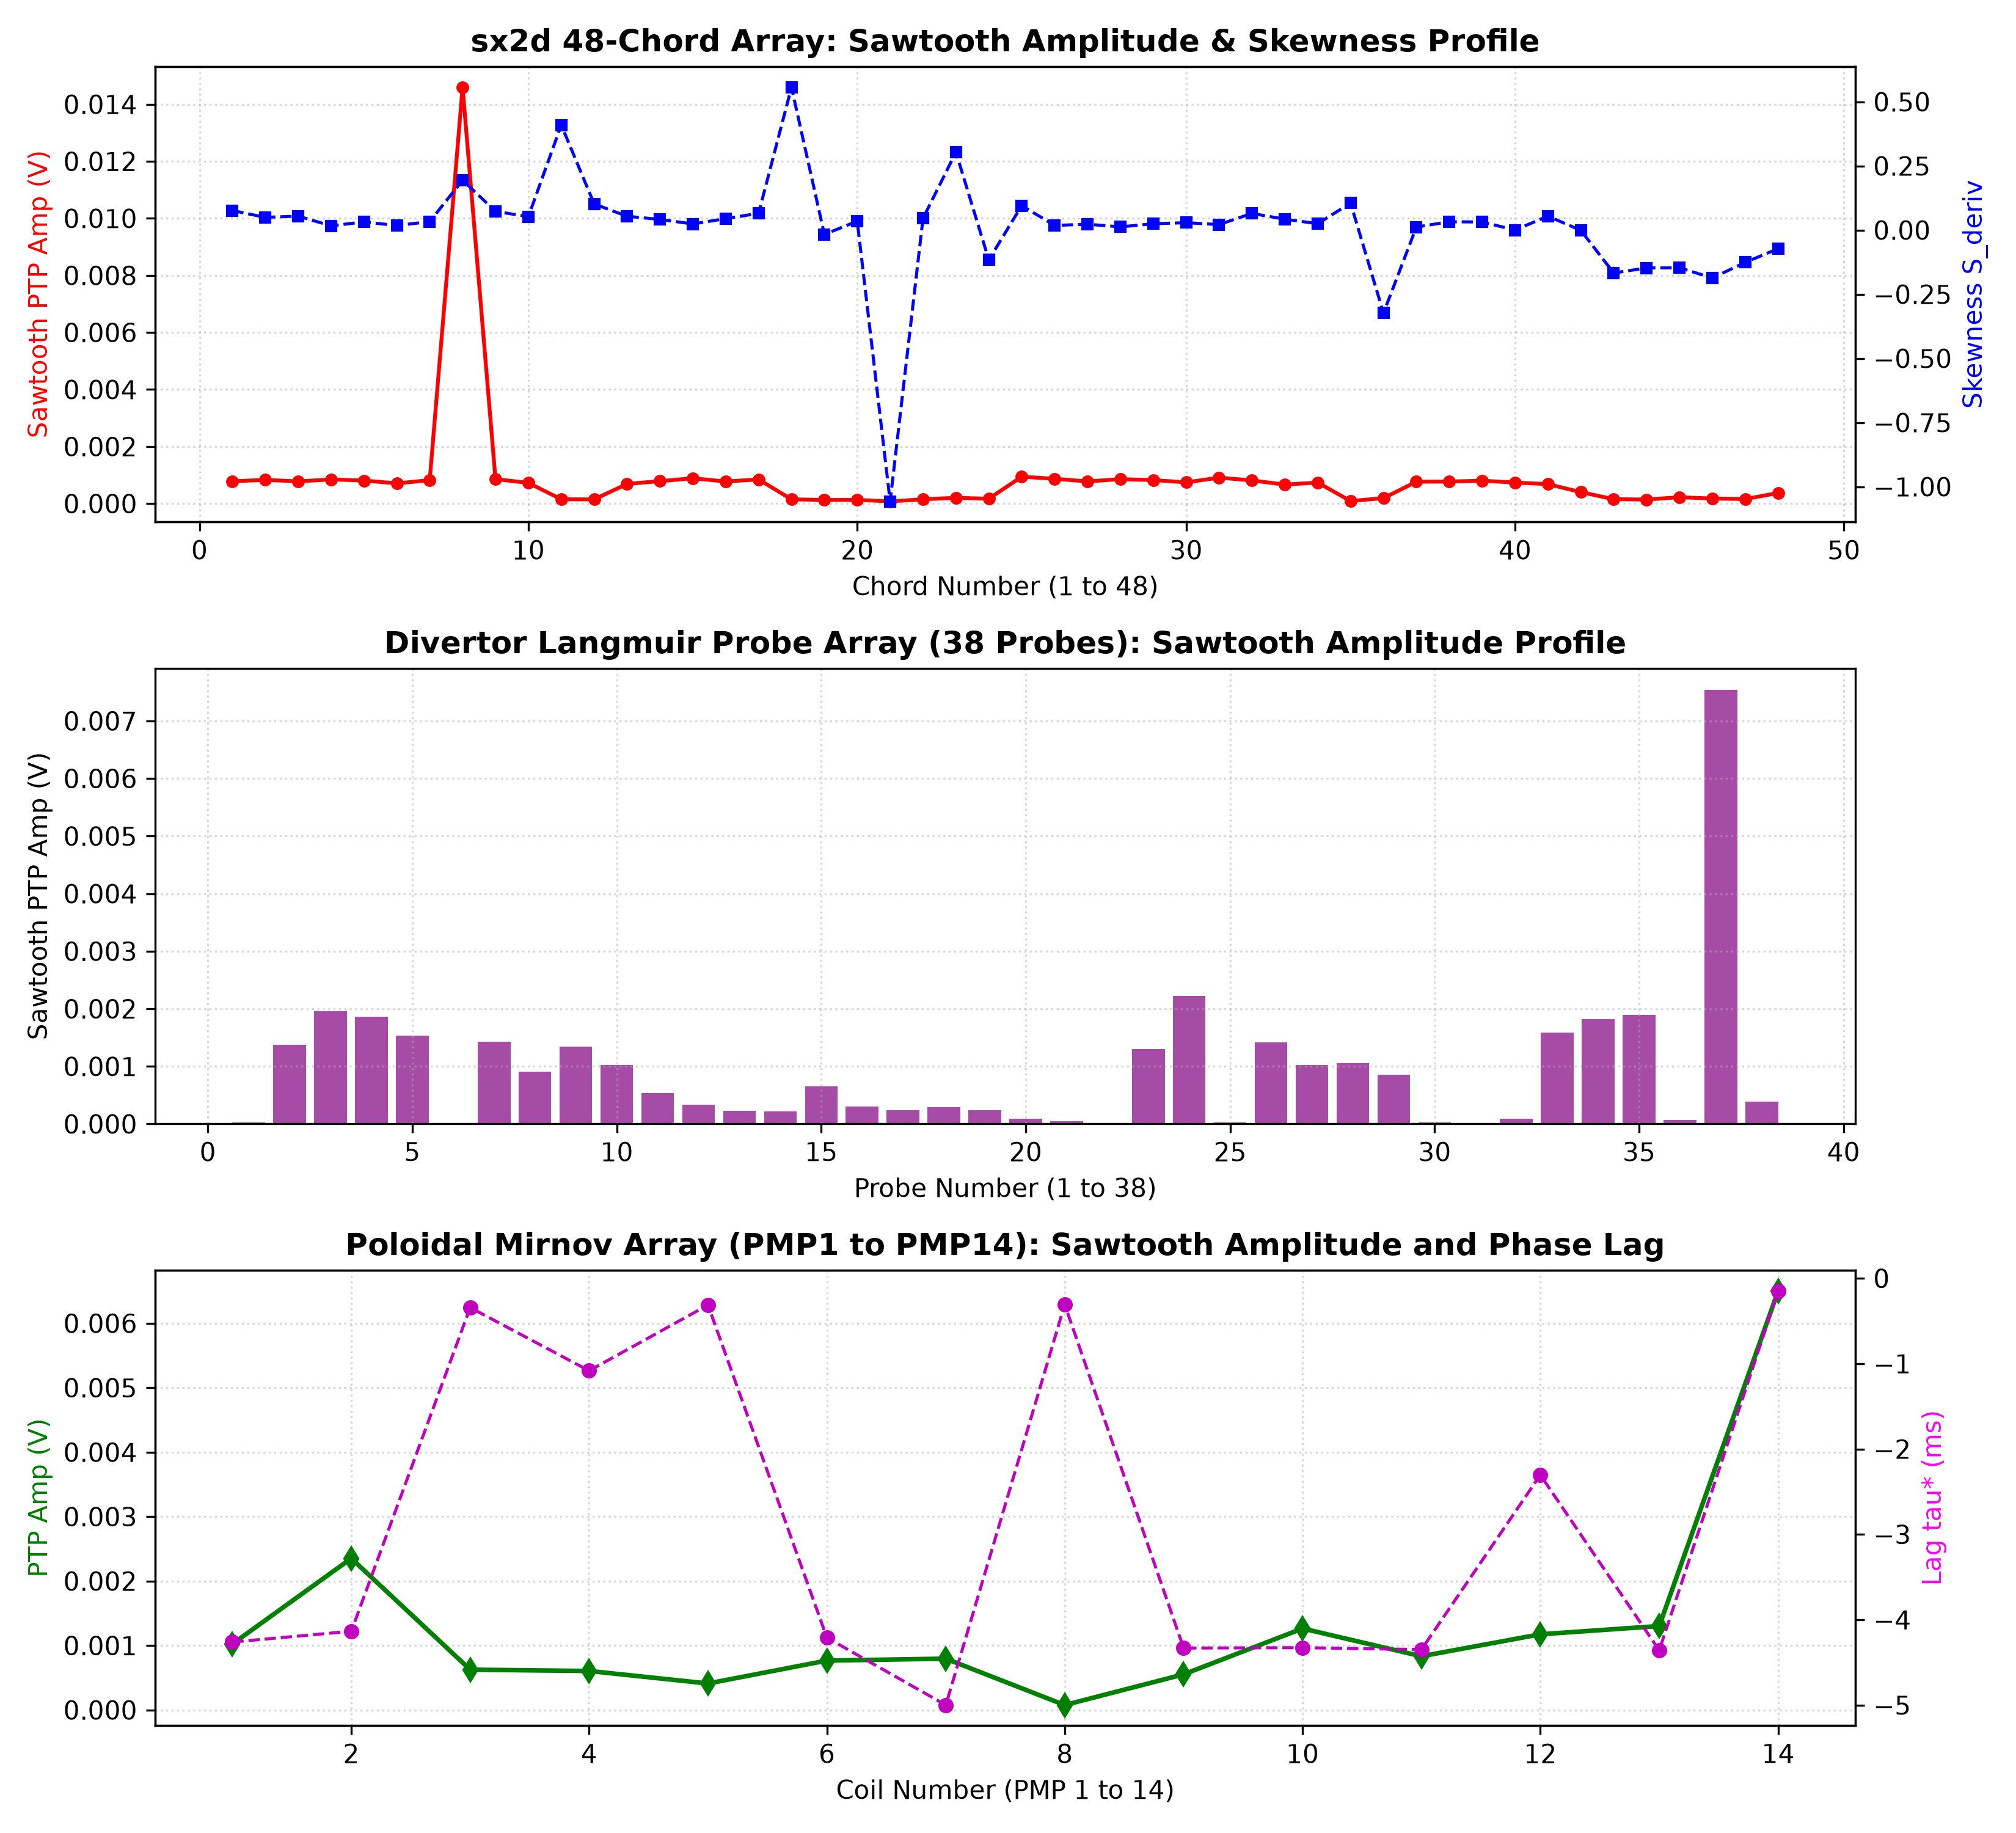 sx2d 48-Chord Array: Sawtooth Amplitude & Skewness Profile
Sawtooth PTP Amp (V)
0.014
0.012
0.010
0.008
0.006
0.004
0.002
0.000
0.50
0.25
0.00
−0.25
−0.50
−0.75
−1.00
Skewness S_deriv
0 10 20 30 40 50
Chord Number (1 to 48)
Divertor Langmuir Probe Array (38 Probes): Sawtooth Amplitude Profile
Sawtooth PTP Amp (V)
0.007
0.006
0.005
0.004
0.003
0.002
0.001
0.000
0 5 10 15 20 25 30 35 40
Probe Number (1 to 38)
Poloidal Mirnov Array (PMP1 to PMP14): Sawtooth Amplitude and Phase Lag
PTP Amp (V)
0.006
0.005
0.004
0.003
0.002
0.001
0.000
0
−1
−2
−3
−4
−5
Lag tau* (ms)
2 4 6 8 10 12 14
Coil Number (PMP 1 to 14)